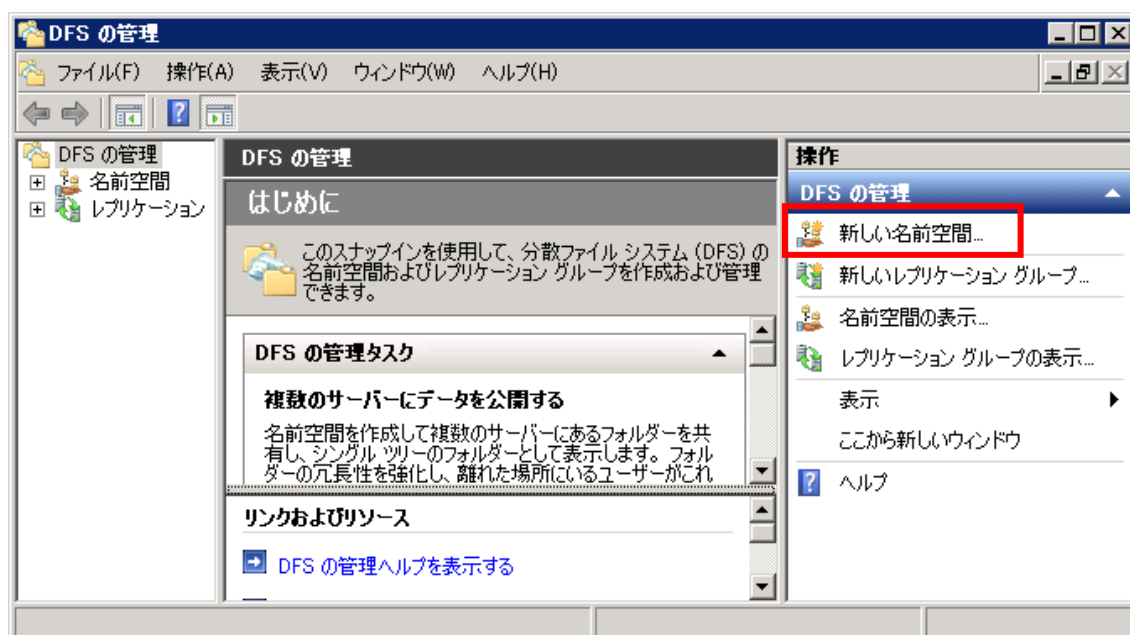 DFS の管理
ファイル(F) 操作(A) 表示(V) ウィンドウ(W) ヘルプ(H)
DFS の管理
名前空間
レプリケーション
DFS の管理
はじめに
このスナップインを使用して、分散ファイル システム (DFS) の
名前空間およびレプリケーション グループを作成および管理
できます。
DFS の管理タスク
複数のサーバーにデータを公開する
名前空間を作成して複数のサーバーにあるフォルダーを共
有し、シングル ツリーのフォルダーとして表示します。フォル
ダーの冗長性を強化し、離れた場所にいるユーザーがこれ
リンクおよびリソース
DFS の管理ヘルプを表示する
操作
DFS の管理
新しい名前空間...
新しいレプリケーション グループ...
名前空間の表示...
レプリケーション グループの表示...
表示
ここから新しいウィンドウ
ヘルプ